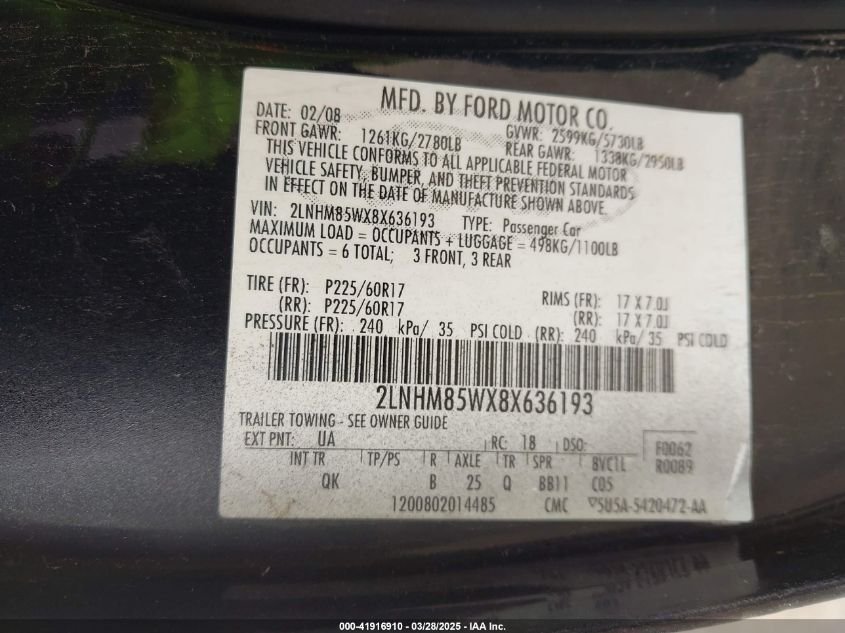 MFD. BY FORD MOTOR CO.
DATE: 02/08 GVWR: 2599KG/5730LB
FRONT GAWR: 1261KG/2780LB REAR GAWR: 1338KG/2950LB
THIS VEHICLE CONFORMS TO ALL APPLICABLE FEDERAL MOTOR
VEHICLE SAFETY, BUMPER, AND THEFT PREVENTION STANDARDS
IN EFFECT ON THE DATE OF MANUFACTURE SHOWN ABOVE
VIN: 2LNHM85WX8X636193 TYPE: Passenger Car
MAXIMUM LOAD = OCCUPANTS + LUGGAGE = 498KG/1100LB
OCCUPANTS = 6 TOTAL; 3 FRONT, 3 REAR
TIRE (FR): P225/60R17 RIMS (FR): 17 X 7.0J
(RR): P225/60R17 (RR): 17 X 7.0J
PRESSURE (FR): 240 kPa/ 35 PSI COLD (RR): 240 kPa/ 35 PSI COLD
2LNHM85WX8X636193
TRAILER TOWING - SEE OWNER GUIDE
EXT PNT: UA RC: 18 DSO: F0062
INT TR TP/PS R AXLE TR SPR BVCTL R0089
QK B 25 Q BB11 C05
1200802014485 CMC 5U5A-5420472-AA
000-41916910 - 03/28/2025 - IAA Inc.